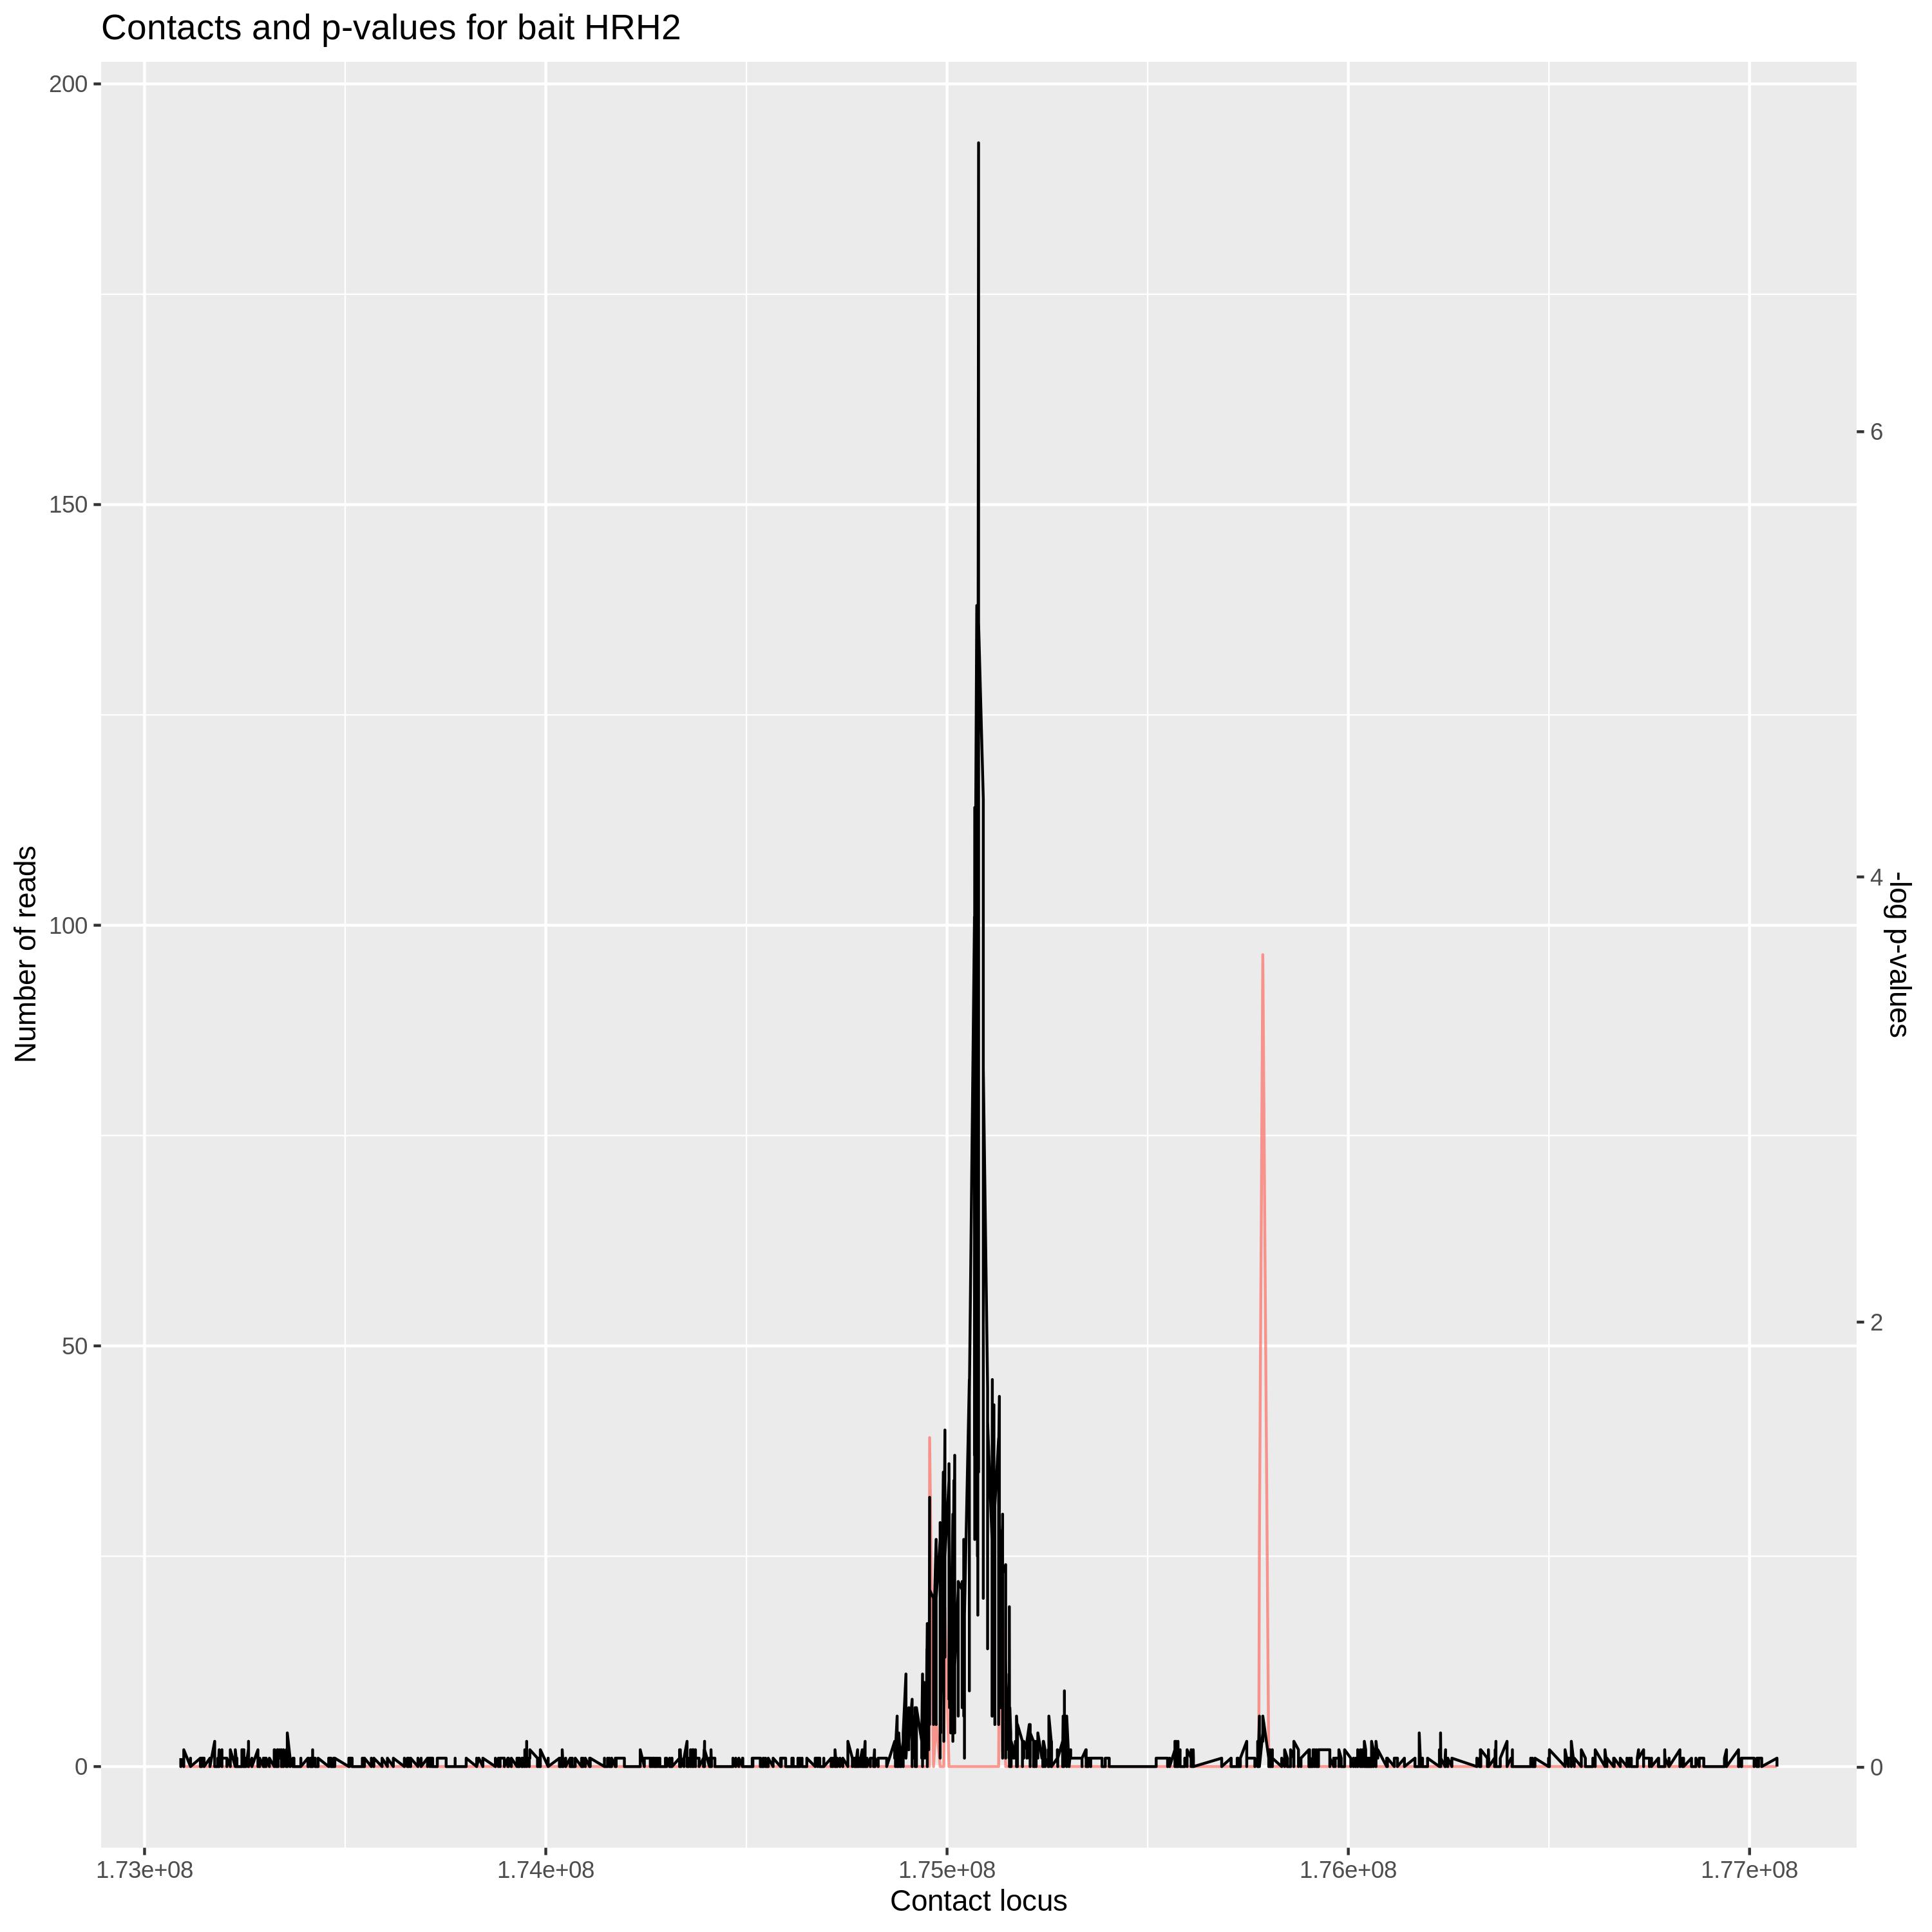 Contacts and p-values for bait HRH2
200
150
100
50
0
Number of reads
6
4
2
0
-log p-values
1.73e+08 1.74e+08 1.75e+08 1.76e+08 1.77e+08
Contact locus